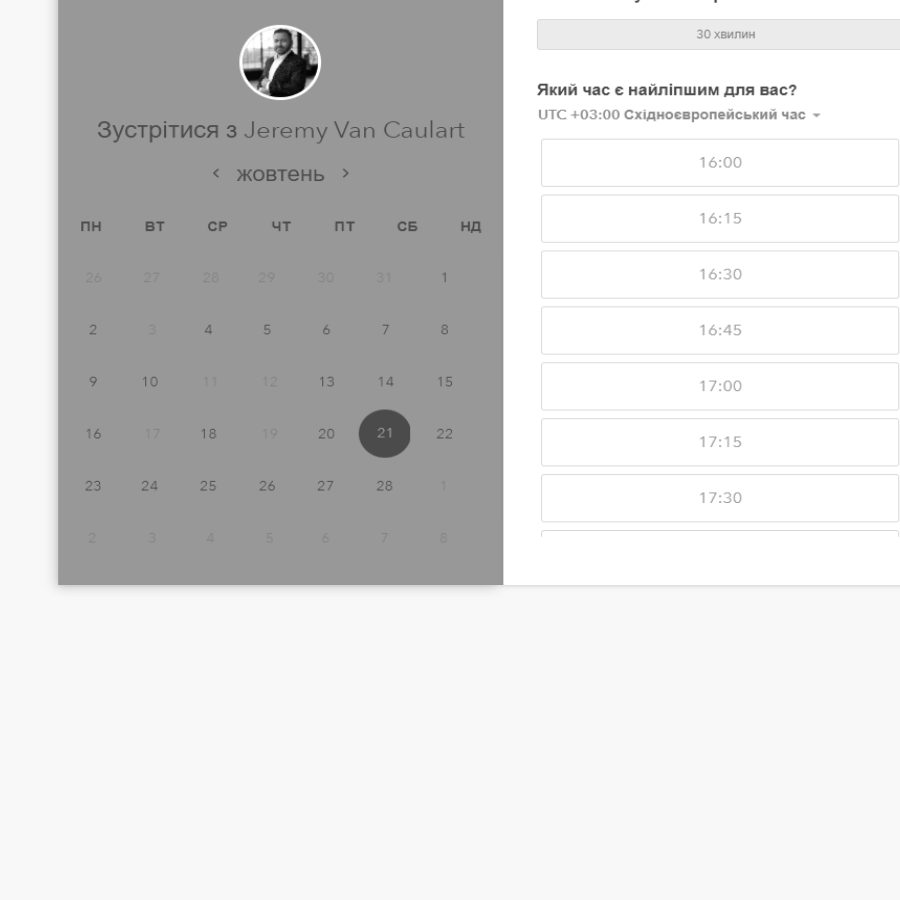 Зустрітися з Jeremy Van Caulart
жовтень
ПН ВТ СР ЧТ ПТ СБ НД
26 27 28 29 30 31 1
2 3 4 5 6 7 8
9 10 11 12 13 14 15
16 17 18 19 20 21 22
23 24 25 26 27 28 1
2 3 4 5 6 7 8
30 хвилин
Який час є найліпшим для вас?
UTC +03:00 Східноєвропейський час
16:00
16:15
16:30
16:45
17:00
17:15
17:30